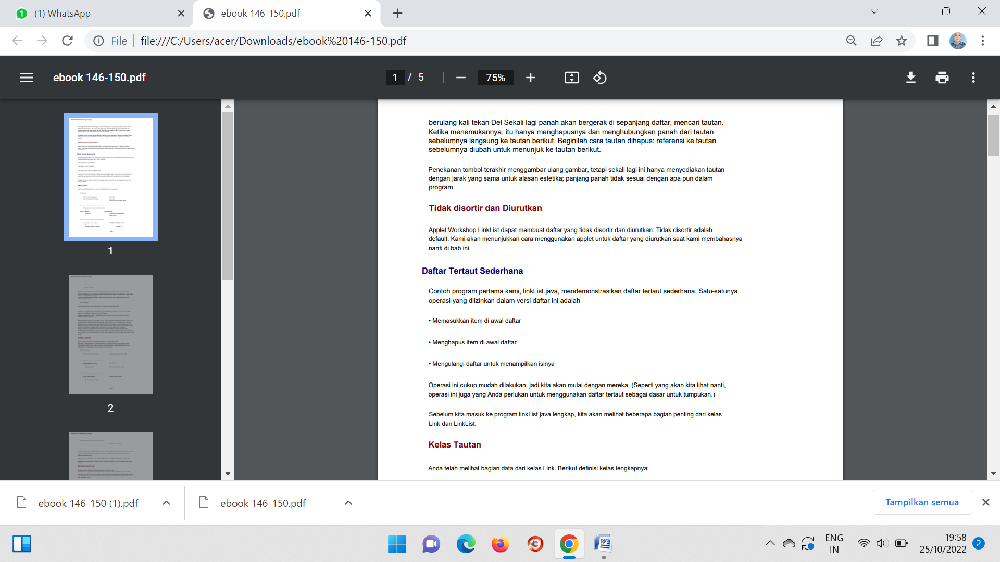 (1) WhatsApp
ebook 146-150.pdf
File
file:///C:/Users/acer/Downloads/ebook%20146-150.pdf
ebook 146-150.pdf
1 / 5
75%
1
2
berulang kali tekan Del Sekali lagi panah akan bergerak di sepanjang daftar, mencari tautan.
Ketika menemukannya, itu hanya menghapusnya dan menghubungkan panah dari tautan
sebelumnya langsung ke tautan berikut. Beginilah cara tautan dihapus: referensi ke tautan
sebelumnya diubah untuk menunjuk ke tautan berikut.
Penekanan tombol terakhir menggambar ulang gambar, tetapi sekali lagi ini hanya menyediakan tautan
dengan jarak yang sama untuk alasan estetika; panjang panah tidak sesuai dengan apa pun dalam
program.
Tidak disortir dan Diurutkan
Applet Workshop LinkList dapat membuat daftar yang tidak disortir dan diurutkan. Tidak disortir adalah
default. Kami akan menunjukkan cara menggunakan applet untuk daftar yang diurutkan saat kami membahasnya
nanti di bab ini.
Daftar Tertaut Sederhana
Contoh program pertama kami, linkList.java, mendemonstrasikan daftar tertaut sederhana. Satu-satunya
operasi yang diizinkan dalam versi daftar ini adalah
• Memasukkan item di awal daftar
• Menghapus item di awal daftar
• Mengulangi daftar untuk menampilkan isinya
Operasi ini cukup mudah dilakukan, jadi kita akan mulai dengan mereka. (Seperti yang akan kita lihat nanti,
operasi ini juga yang Anda perlukan untuk menggunakan daftar tertaut sebagai dasar untuk tumpukan.)
Sebelum kita masuk ke program linkList.java lengkap, kita akan melihat beberapa bagian penting dari kelas
Link dan LinkList.
Kelas Tautan
Anda telah melihat bagian data dari kelas Link. Berikut definisi kelas lengkapnya:
ebook 146-150 (1).pdf
ebook 146-150.pdf
Tampilkan semua
ENG
IN
19:58
25/10/2022
2